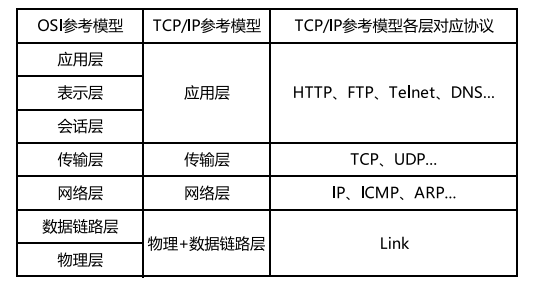 OSI参考模型 TCP/IP参考模型 TCP/IP参考模型各层对应协议
应用层
表示层 应用层 HTTP、FTP、Telnet、DNS...
会话层
传输层 传输层 TCP、UDP...
网络层 网络层 IP、ICMP、ARP...
数据链路层
物理+数据链路层 Link
物理层